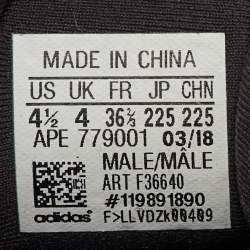 MADE IN CHINA
US UK FR JP CHN
4½ 4 36⅔ 225 225
APE 779001 03/18
MALE/MÂLE
ART F36640
#119891890
adidas F>LLVDZk00409